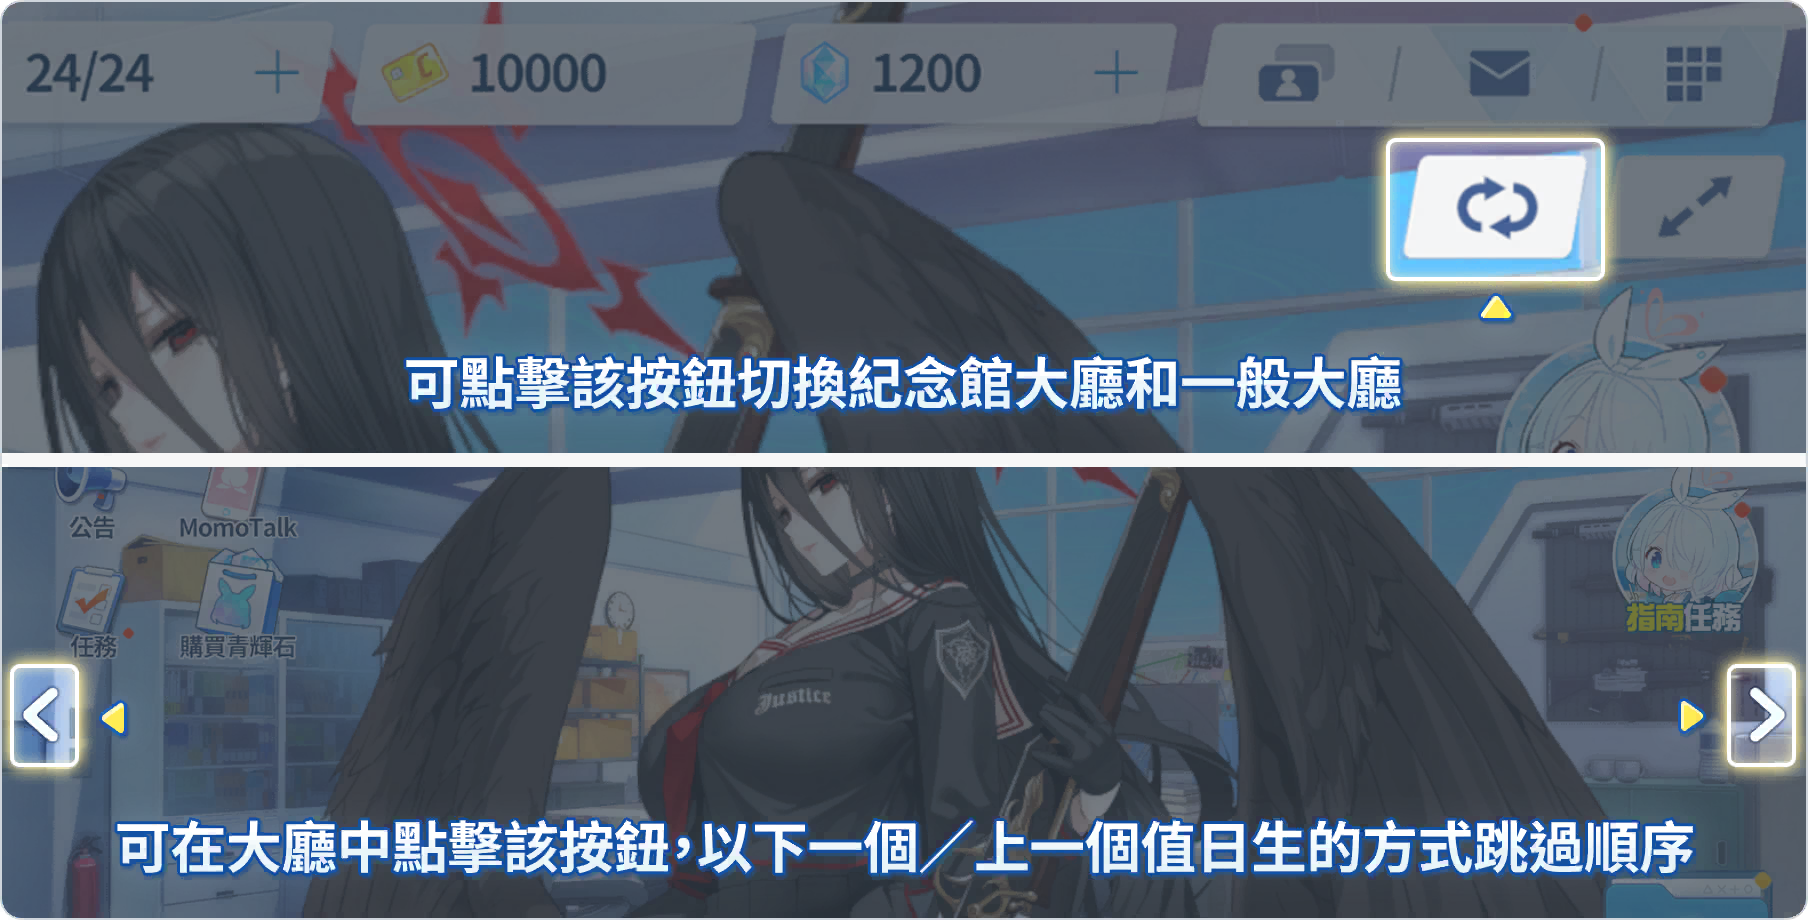 24/24
10000
1200
可點擊該按鈕切換紀念館大廳和一般大廳
公告
MomoTalk
任務
購買青輝石
指南任務
Justice
可在大廳中點擊該按鈕，以下一個／上一個值日生的方式跳過順序